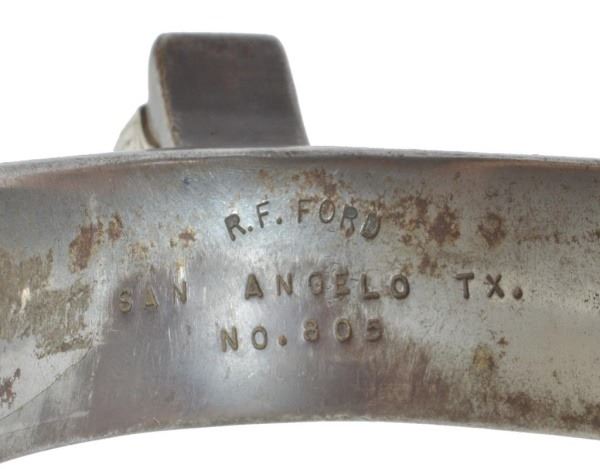 R.F. FORD
SAN ANGELO TX.
NO. 805